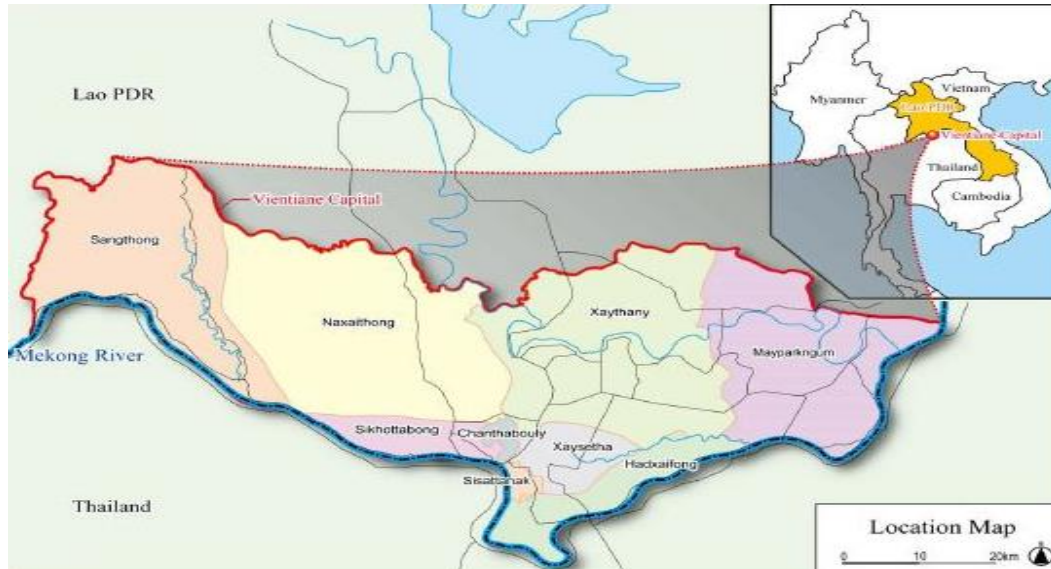 Lao PDR
Myanmer
Vietnam
Lao PDR
Vientiane Capital
Thailand
Cambodia
Vientiane Capital
Sangthong
Naxaithong
Xaythany
Mayparkngum
Mekong River
Sikhottabong
Chanthabouly
Xaysetha
Hadxaifong
Sisattanak
Thailand
Location Map
0 10 20km